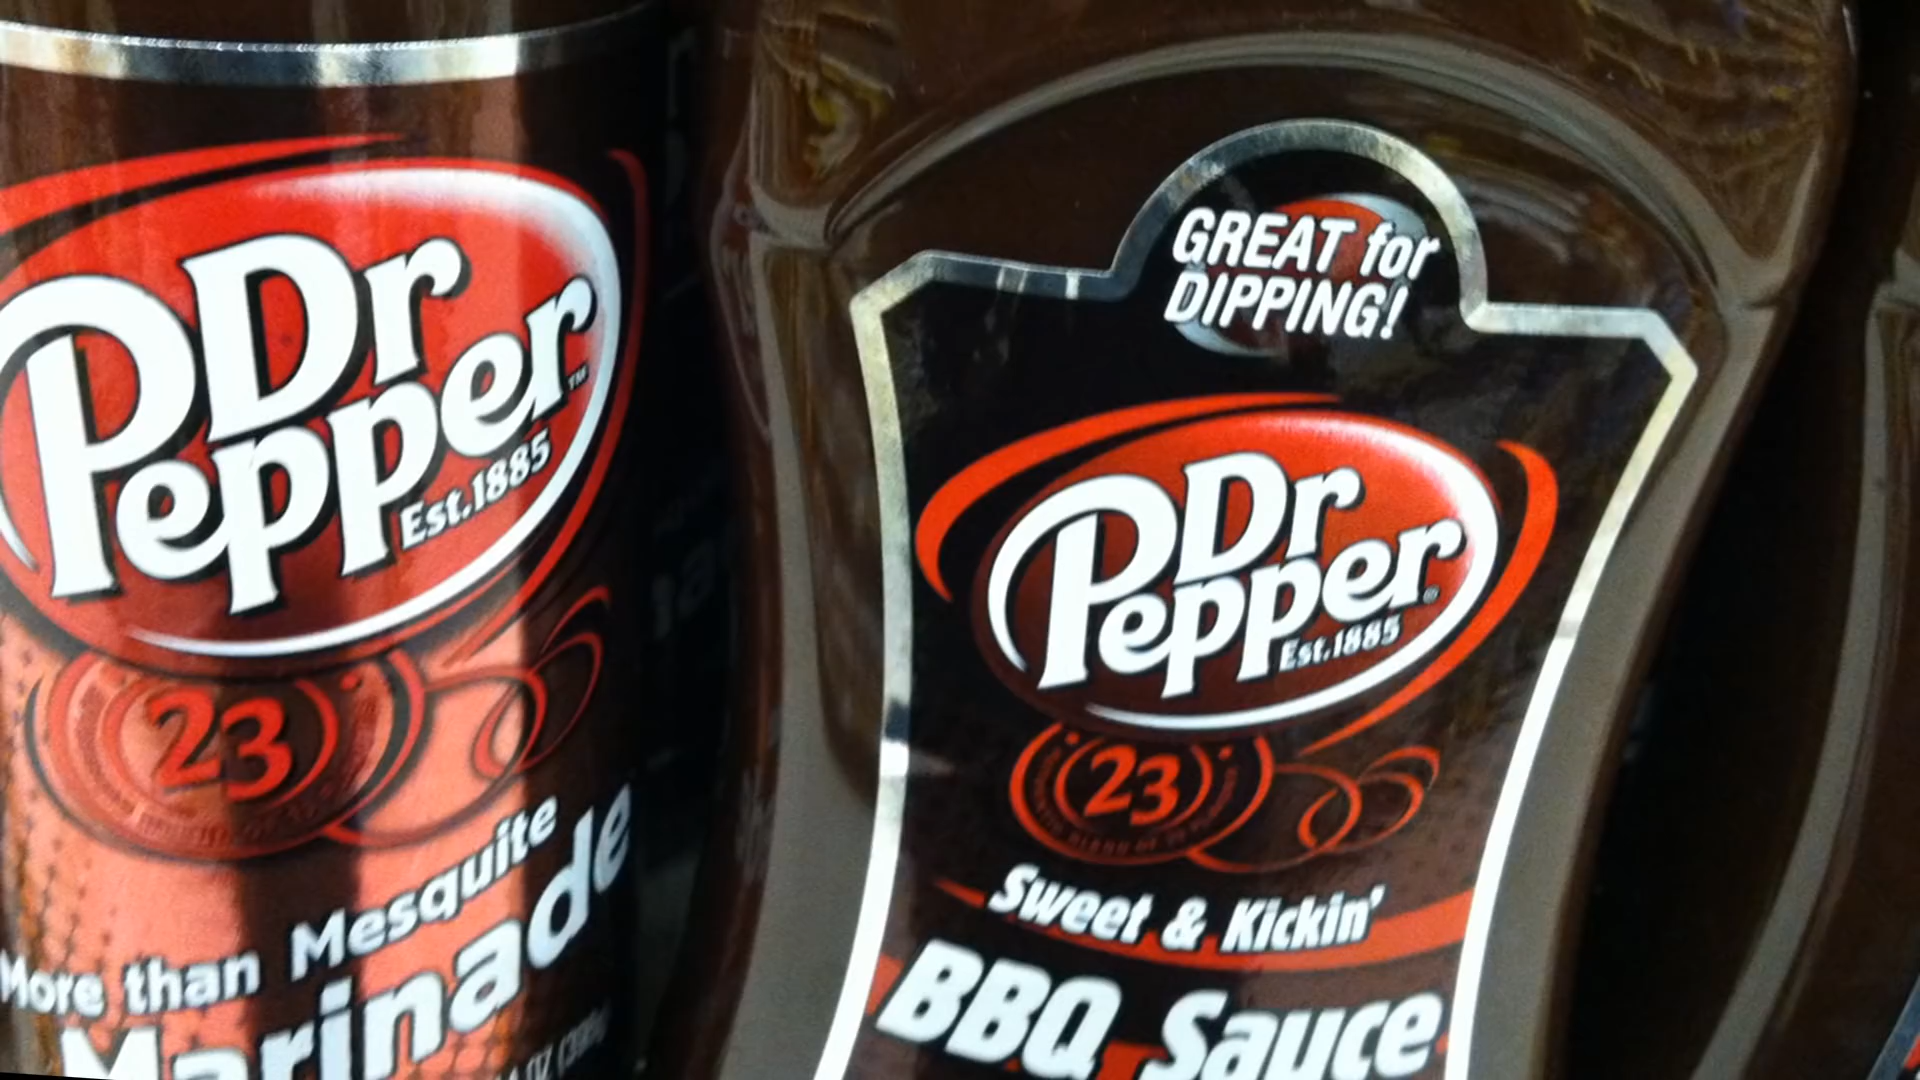 Dr
Pepper
TM
Est.1885
23
More than Mesquite
Marinade
GREAT for
DIPPING!
Dr
Pepper
Est.1885
23
Sweet & Kickin'
BBQ Sauce